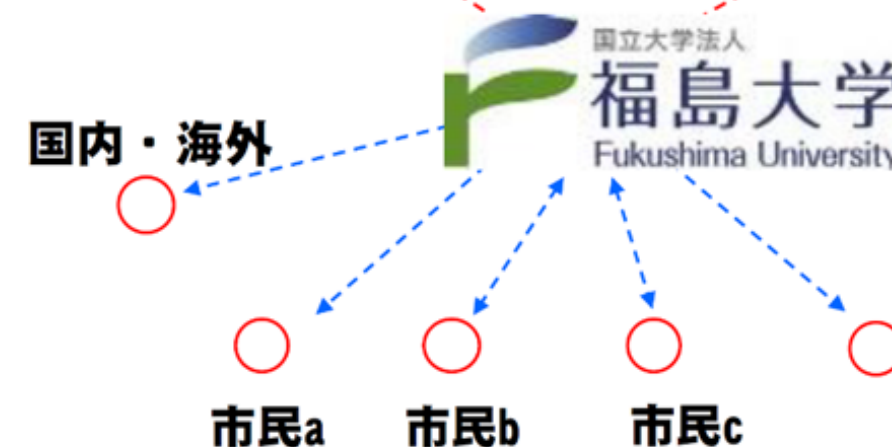 国立大学法人
福島大学
Fukushima University
国内・海外
市民a
市民b
市民c